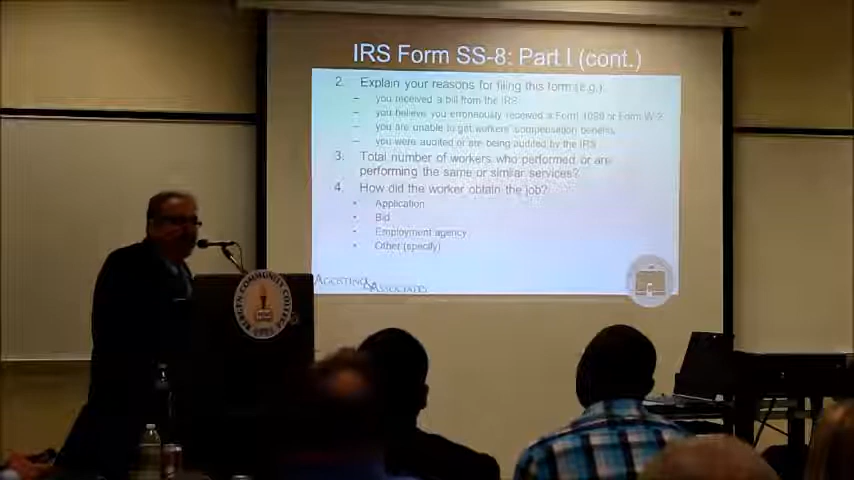 IRS Form SS-8: Part I (cont.)
2. Explain your reasons for filing this form (e.g.).
– you received a bill from the IRS
– you believe you erroneously received a Form 1099 or Form W-2
– you are unable to get workers' compensation benefits
– you were audited or are being audited by the IRS
3. Total number of workers who performed or are
performing the same or similar services?
4. How did the worker obtain the job?
• Application
• Bid
• Employment agency
• Other (specify)
AGOSTINO & ASSOCIATES
BERGEN COMMUNITY COLLEGE